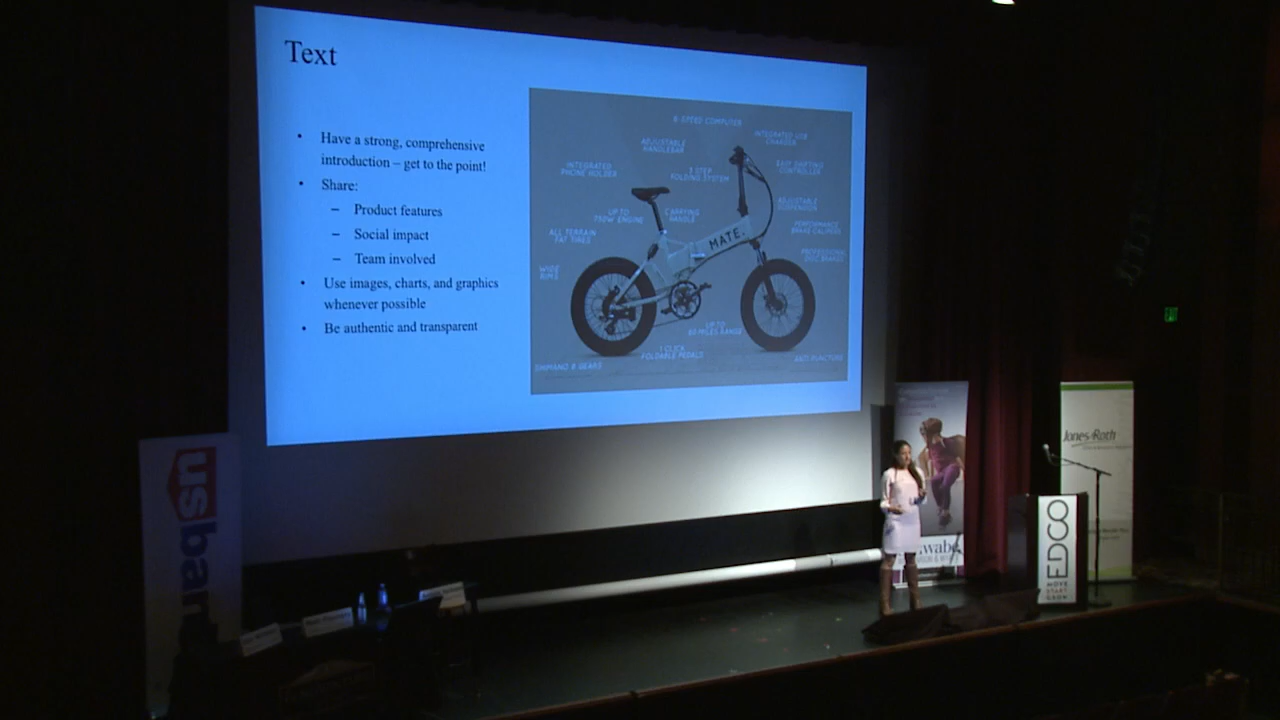 Text
• Have a strong, comprehensive
introduction – get to the point!
• Share:
– Product features
– Social impact
– Team involved
• Use images, charts, and graphics
whenever possible
• Be authentic and transparent
8-SPEED COMPUTER
ADJUSTABLE
HANDLEBAR
INTEGRATED USB
CHARGER
INTEGRATED
PHONE HOLDER
3 STEP
FOLDING SYSTEM
EASY SHIFTING
CONTROLLER
UP TO
750W ENGINE
CARRYING
HANDLE
ADJUSTABLE
SUSPENSION
ALL TERRAIN
FAT TIRES
PERFORMANCE
BRAKE CALIPERS
MATE.
WIDE
RIMS
PROFESSIONAL
DISC BRAKES
UP TO
80 MILES RANGE
1 CLICK
FOLDABLE PEDALS
SHIMANO 8 GEARS
ANTI PUNCTURE
usban
wabe
Jones Roth
EDCO
MOVE
START
GROW
EXIT